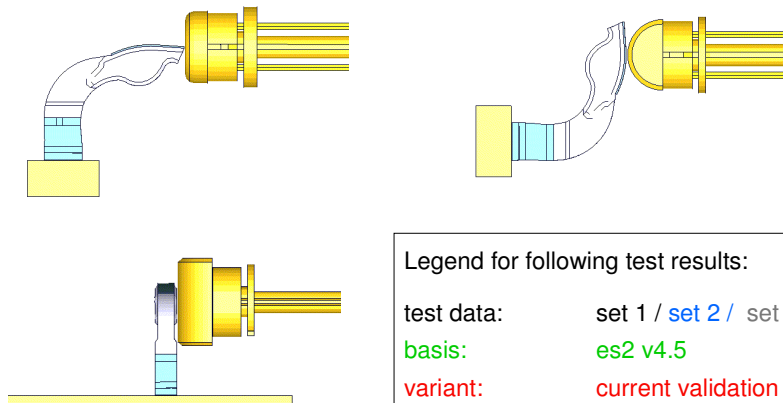 Legend for following test results:
test data: set 1 / set 2 / set
basis: es2 v4.5
variant: current validation